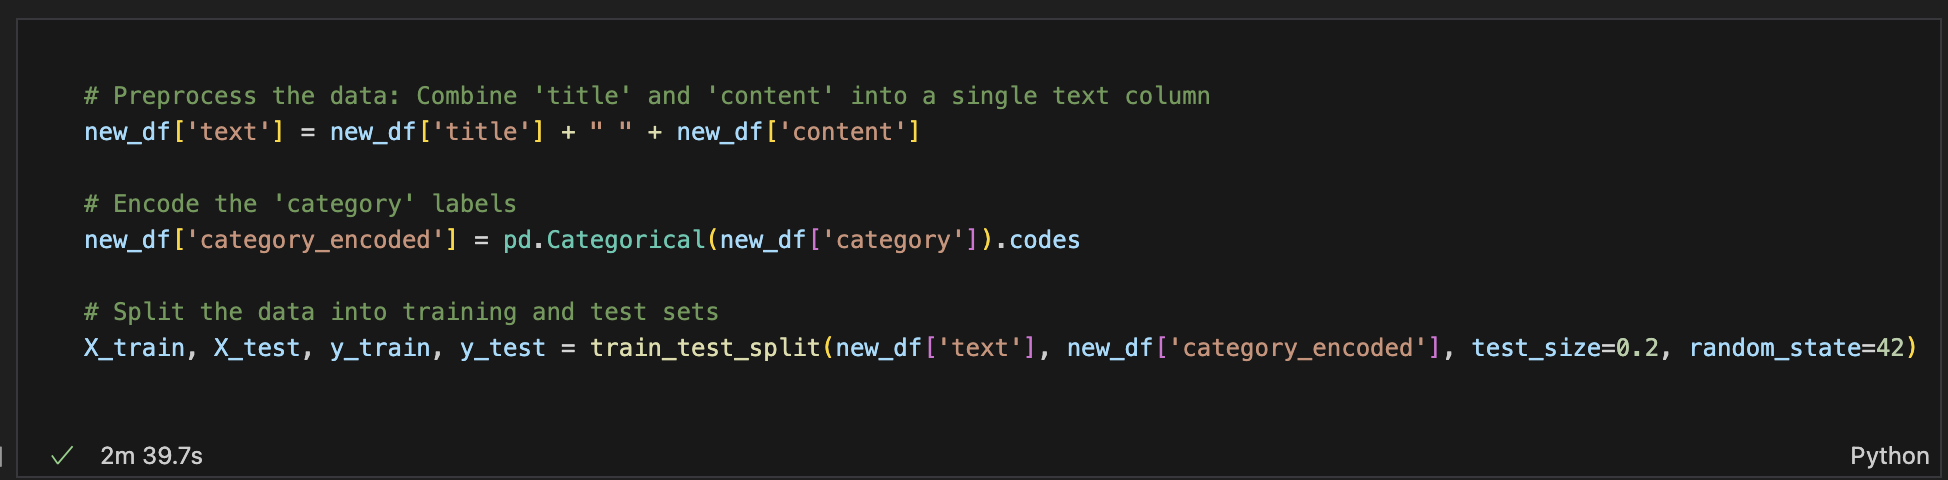 # Preprocess the data: Combine 'title' and 'content' into a single text column
new_df['text'] = new_df['title'] + " " + new_df['content']
# Encode the 'category' labels
new_df['category_encoded'] = pd.Categorical(new_df['category']).codes
# Split the data into training and test sets
X_train, X_test, y_train, y_test = train_test_split(new_df['text'], new_df['category_encoded'], test_size=0.2, random_state=42)
2m 39.7s
Python